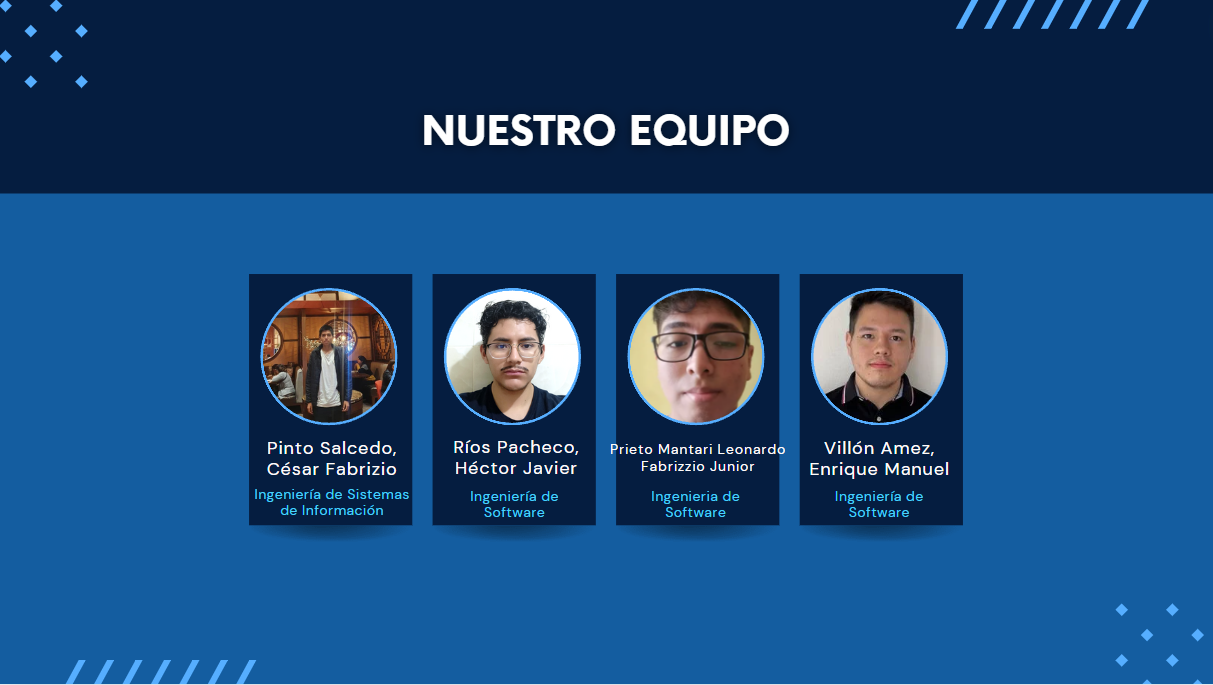 NUESTRO EQUIPO
Pinto Salcedo,
César Fabrizio
Ingeniería de Sistemas
de Información
Ríos Pacheco,
Héctor Javier
Ingeniería de
Software
Prieto Mantari Leonardo
Fabrizzio Junior
Ingenieria de
Software
Villón Amez,
Enrique Manuel
Ingeniería de
Software